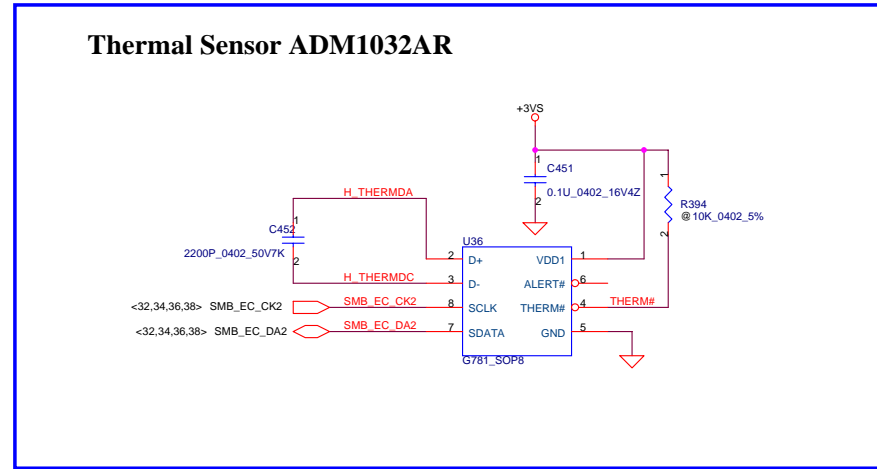 Thermal Sensor ADM1032AR
+3VS
1
C451
0.1U_0402_16V4Z
2
1
R394
@10K_0402_5%
2
H_THERMDA
1
C452
2200P_0402_50V7K
2
H_THERMDC
U36
2 D+ VDD1 1
3 D- ALERT# 6
<32,34,36,38> SMB_EC_CK2 SMB_EC_CK2 8 SCLK THERM# 4 THERM#
<32,34,36,38> SMB_EC_DA2 SMB_EC_DA2 7 SDATA GND 5
G781_SOP8